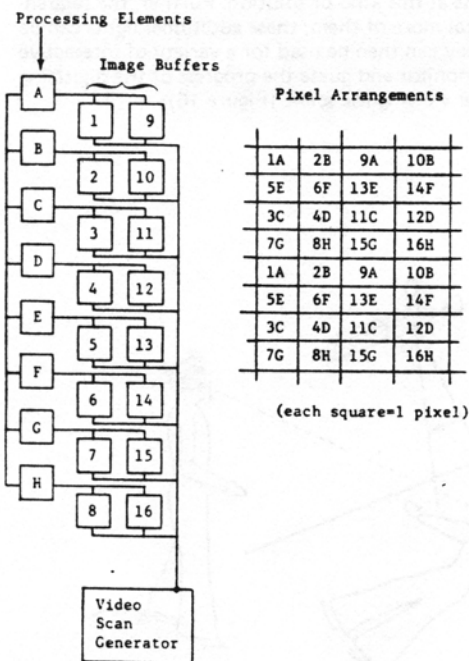 Processing Elements
Image Buffers
A
1 9
B
2 10
C
3 11
D
4 12
E
5 13
F
6 14
G
7 15
H
8 16
Video
Scan
Generator
Pixel Arrangements
1A 2B 9A 10B
5E 6F 13E 14F
3C 4D 11C 12D
7G 8H 15G 16H
1A 2B 9A 10B
5E 6F 13E 14F
3C 4D 11C 12D
7G 8H 15G 16H
(each square=1 pixel)